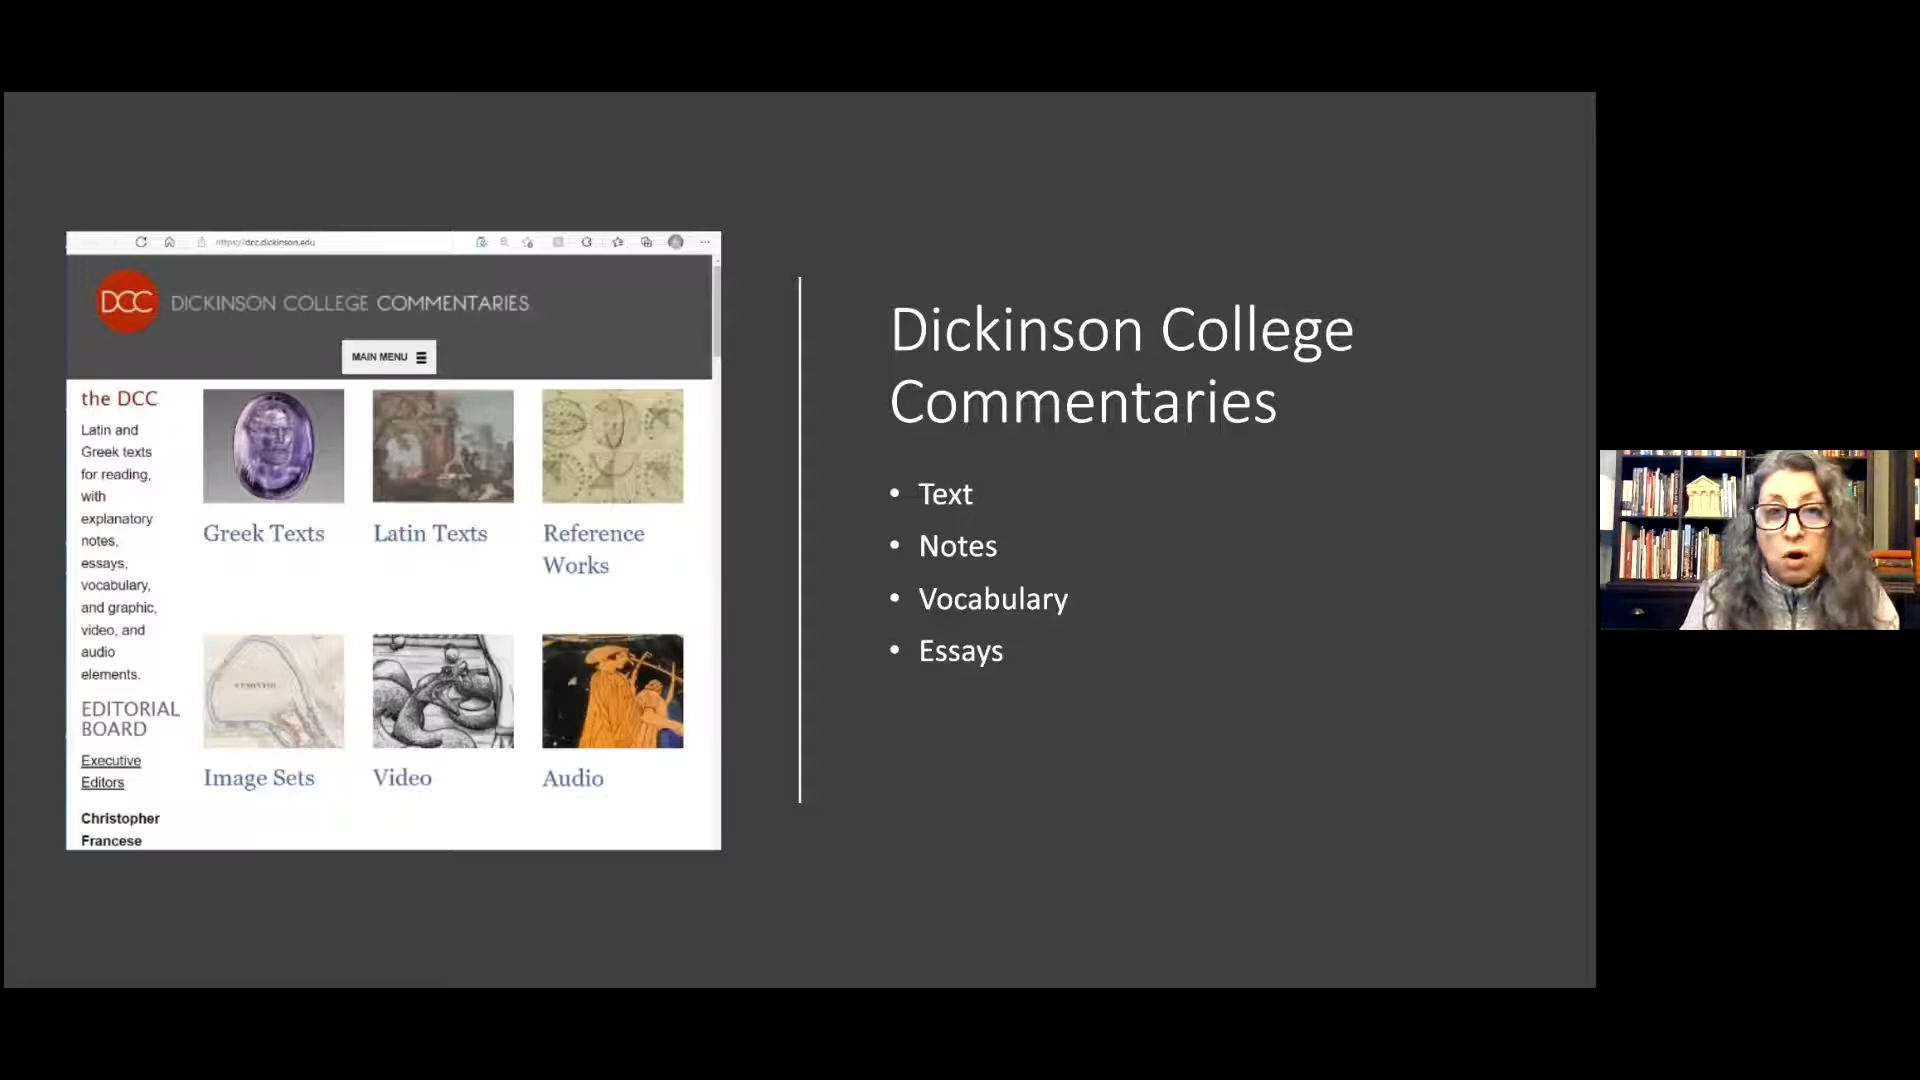 https://dcc.dickinson.edu
DCC
DICKINSON COLLEGE COMMENTARIES
MAIN MENU
the DCC
Latin and
Greek texts
for reading,
with
explanatory
notes,
essays,
vocabulary,
and graphic,
video, and
audio
elements.
EDITORIAL
BOARD
Executive
Editors
Christopher
Francese
Greek Texts
Latin Texts
Reference
Works
Image Sets
Video
Audio
Dickinson College
Commentaries
• Text
• Notes
• Vocabulary
• Essays